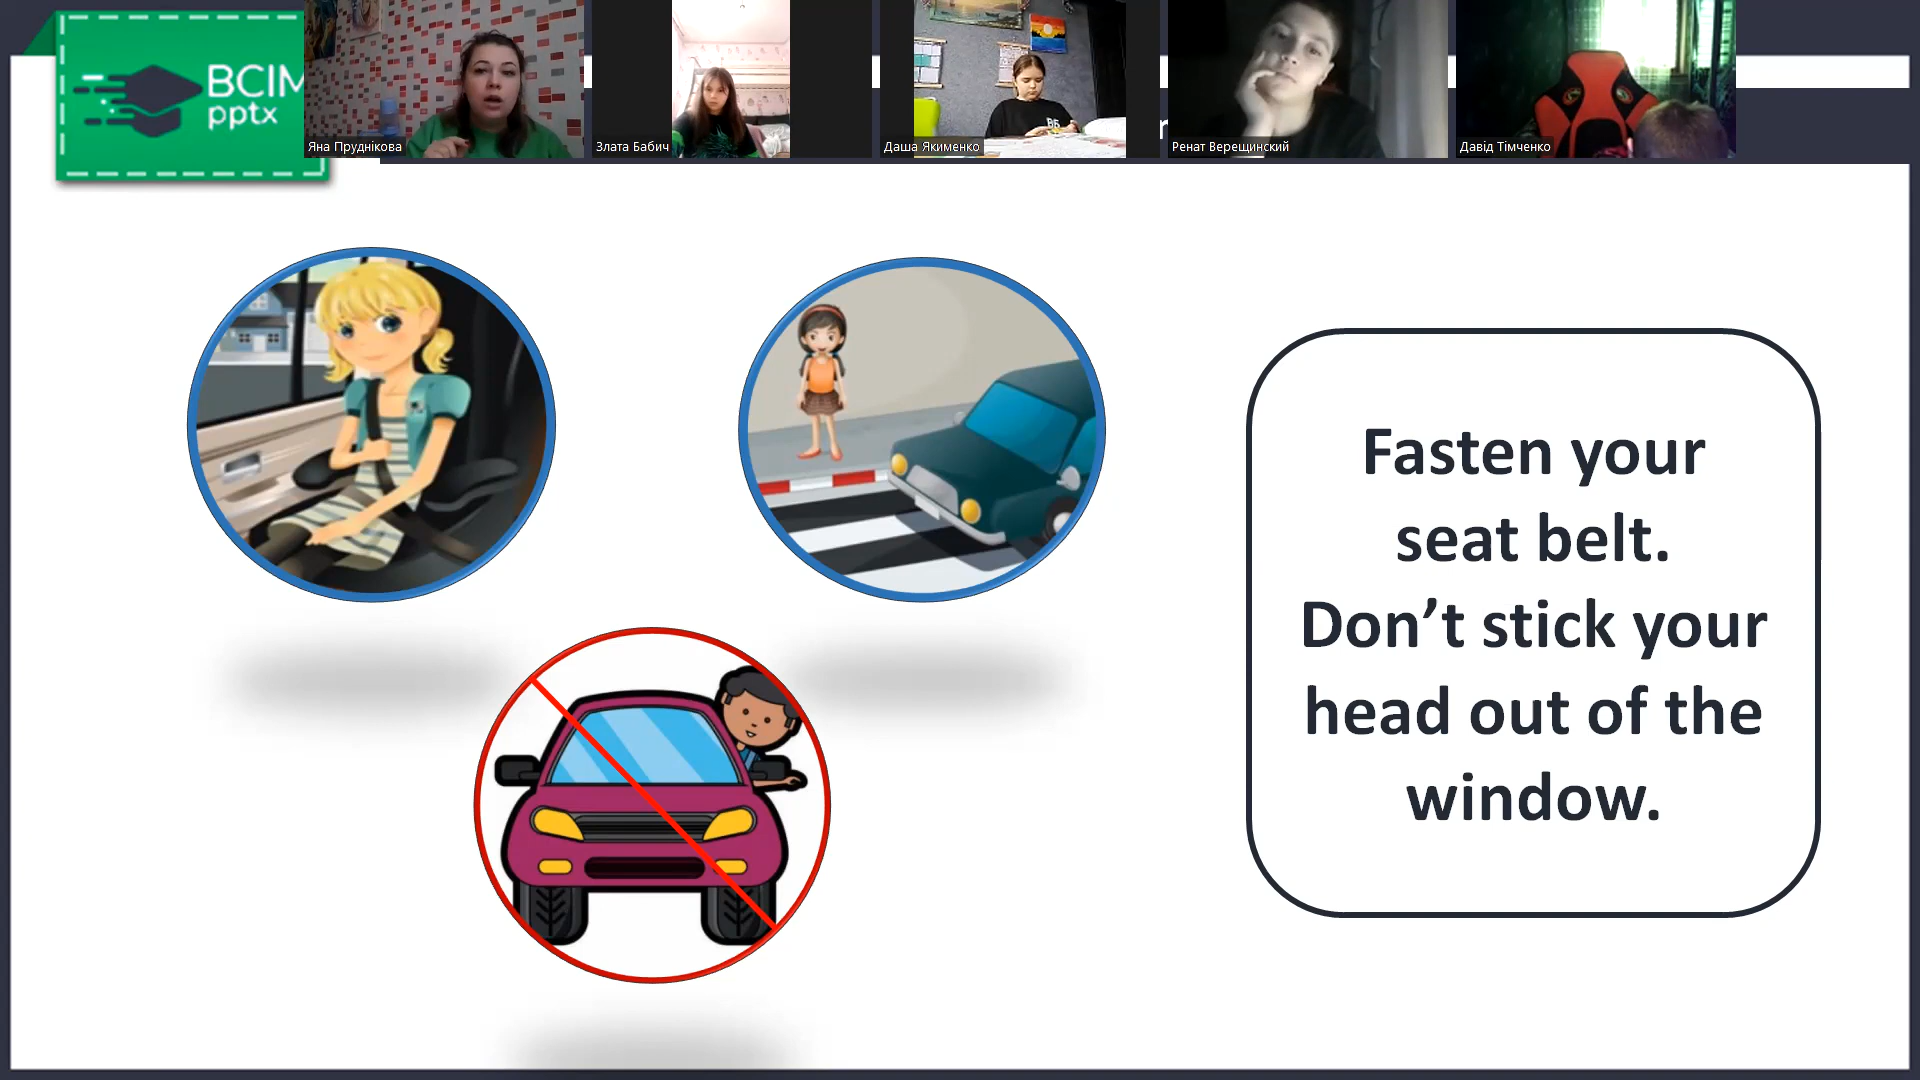 BCIM
pptx
Яна Пруднікова
Злата Бабич
Даша Якименко
Ренат Верещинский
Давід Тімченко
Fasten your
seat belt.
Don’t stick your
head out of the
window.